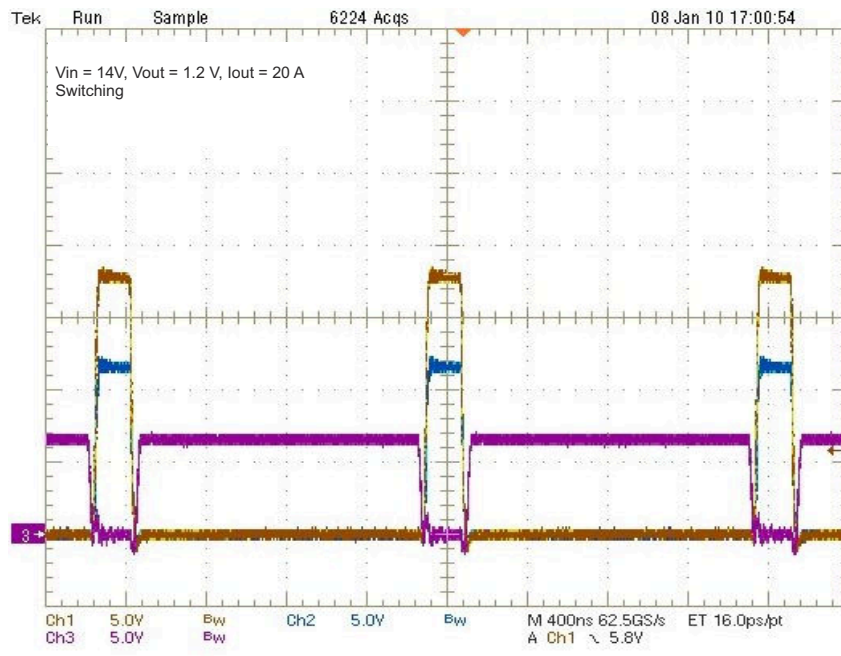 Tek Run Sample 6224 Acqs 08 Jan 10 17:00:54
Vin = 14V, Vout = 1.2 V, Iout = 20 A
Switching
3
Ch1 5.0V Bw Ch2 5.0V Bw M 400ns 62.5GS/s ET 16.0ps/pt
Ch3 5.0V Bw A Ch1 \ 5.8V